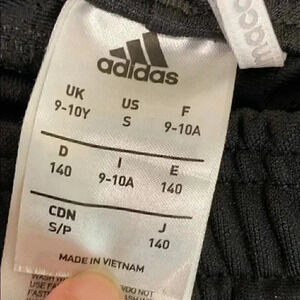 adidas
UK US F
9-10Y S 9-10A
D I E
140 9-10A 140
CDN J
S/P 140
MADE IN VIETNAM